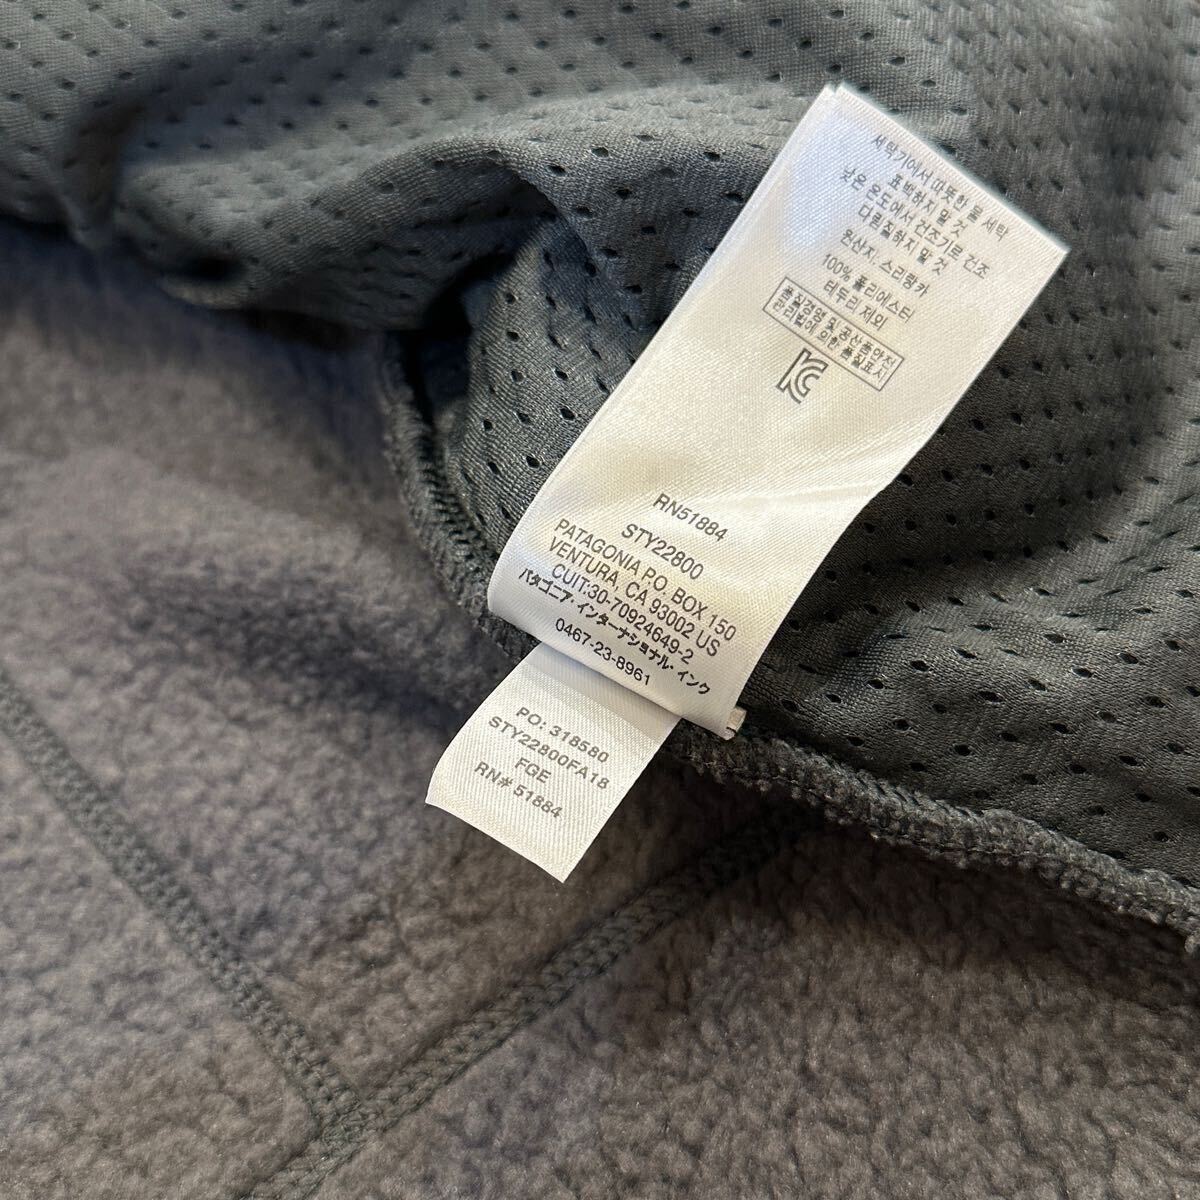 세탁기에서 따뜻한 물 세탁
표백하지 말 것
낮은 온도에서 건조기로 건조
다림질하지 말 것
원산지: 스리랑카
100% 폴리에스터
테두리 제외
품질경영 및 공산품안전
관리법에 의한 품질표시
KC
RN51884
STY22800
PATAGONIA P.O. BOX 150
VENTURA, CA 93002 US
CUIT:30-70924649-2
パタゴニア・インターナショナル・インク
0467-23-8961
PO: 318580
STY22800FA18
FGE
RN# 51884